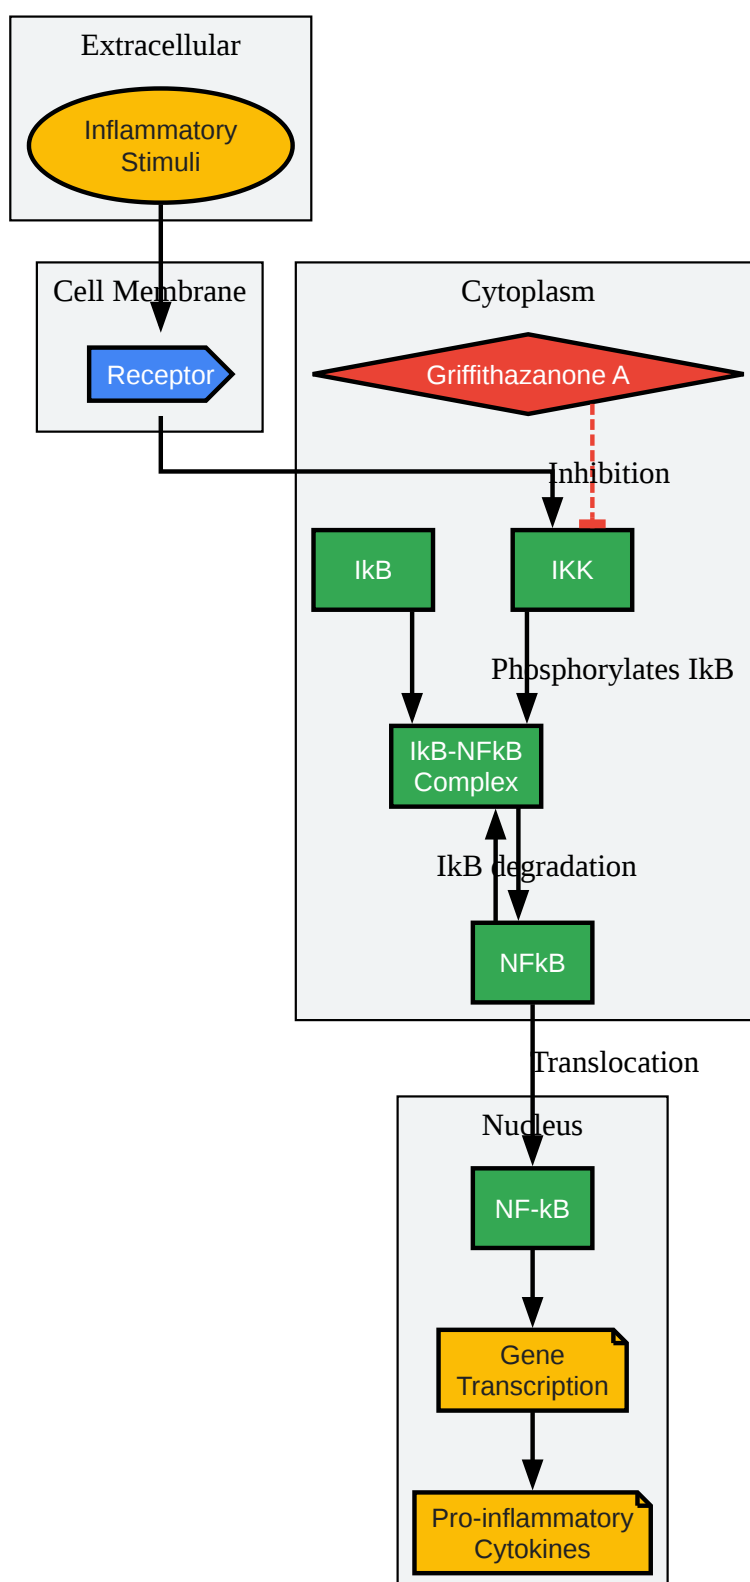 Extracellular
Inflammatory
Stimuli
Cell Membrane
Receptor
Cytoplasm
Griffithazanone A
Inhibition
IkB
IKK
Phosphorylates IkB
IkB-NFkB
Complex
IkB degradation
NFkB
Translocation
Nucleus
NF-kB
Gene
Transcription
Pro-inflammatory
Cytokines